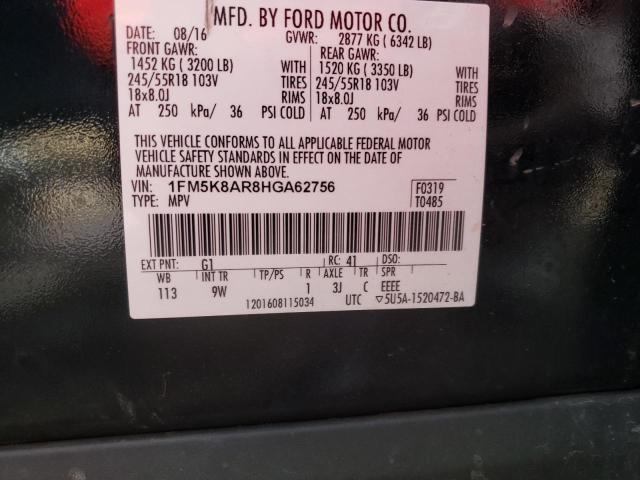 MFD. BY FORD MOTOR CO.
DATE: 08/16 GVWR: 2877 KG ( 6342 LB)
FRONT GAWR: REAR GAWR:
1452 KG ( 3200 LB) WITH 1520 KG ( 3350 LB) WITH
245/55R18 103V TIRES 245/55R18 103V TIRES
18x8.0J RIMS 18x8.0J RIMS
AT 250 kPa/ 36 PSI COLD AT 250 kPa/ 36 PSI COLD
THIS VEHICLE CONFORMS TO ALL APPLICABLE FEDERAL MOTOR
VEHICLE SAFETY STANDARDS IN EFFECT ON THE DATE OF
MANUFACTURE SHOWN ABOVE.
VIN: 1FM5K8AR8HGA62756 F0319
TYPE: MPV T0485
EXT PNT: G1 RC: 41 DSO:
WB INT TR TP/PS R AXLE TR SPR
113 9W 1 3J C EEEE
1201608115034 UTC ▽5U5A-1520472-BA